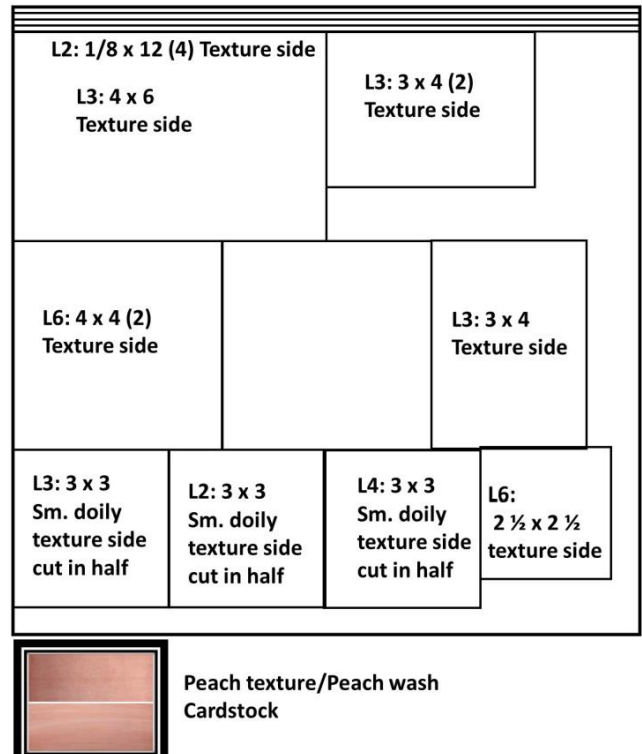 L2: 1/8 x 12 (4) Texture side
L3: 4 x 6
Texture side
L3: 3 x 4 (2)
Texture side
L6: 4 x 4 (2)
Texture side
L3: 3 x 4
Texture side
L3: 3 x 3
Sm. doily
texture side
cut in half
L2: 3 x 3
Sm. doily
texture side
cut in half
L4: 3 x 3
Sm. doily
texture side
cut in half
L6:
2 ½ x 2 ½
texture side
Peach texture/Peach wash
Cardstock